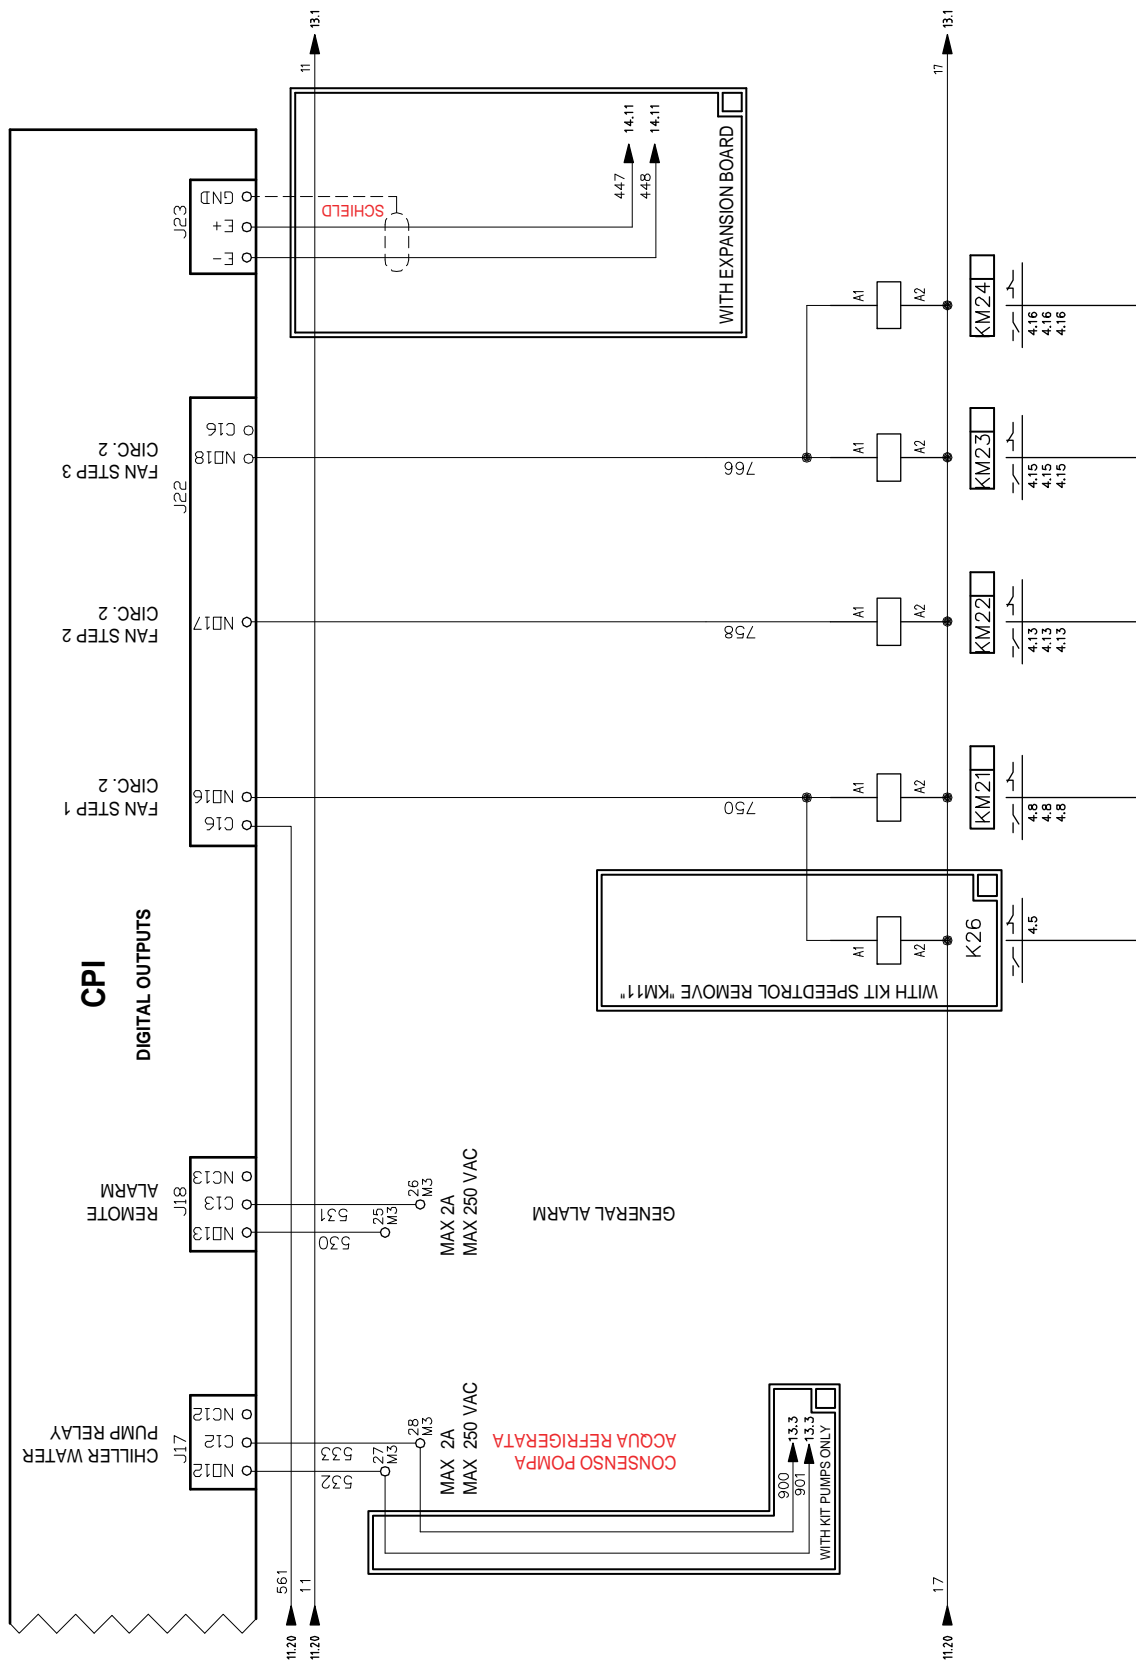 CPI
DIGITAL OUTPUTS
CHILLER WATER
PUMP RELAY
J17
NO12
C12
NC12
REMOTE
ALARM
J18
NO13
C13
NC13
FAN STEP 1
CIRC. 2
C16
NO16
FAN STEP 2
CIRC. 2
NO17
FAN STEP 3
CIRC. 2
J22
NO18
C16
J23
E-
E+
GND
11.20
561
11.20
11
11
13.1
532
533
27
M3
28
M3
MAX 2A
MAX 250 VAC
CONSENSO POMPA
ACQUA REFRIGERATA
900
13.3
901
13.3
WITH KIT PUMPS ONLY
530
531
25
M3
26
M3
MAX 2A
MAX 250 VAC
GENERAL ALARM
SCHIELD
447
14.11
448
14.11
WITH EXPANSION BOARD
750
758
766
WITH KIT SPEEDTROL REMOVE "KM11"
A1
A2
K26
4.5
A1
A2
KM21
4.8
4.8
4.8
A1
A2
KM22
4.13
4.13
4.13
A1
A2
KM23
4.15
4.15
4.15
A1
A2
KM24
4.16
4.16
4.16
11.20
17
17
13.1